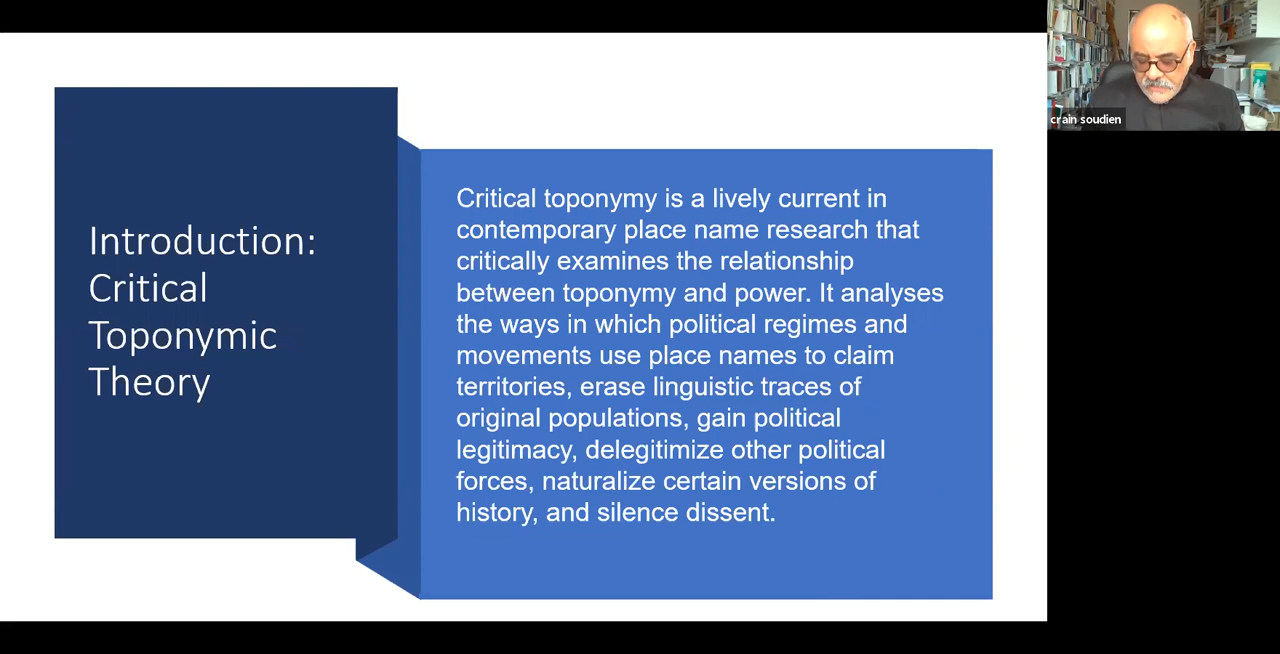 Introduction:
Critical
Toponymic
Theory
Critical toponymy is a lively current in
contemporary place name research that
critically examines the relationship
between toponymy and power. It analyses
the ways in which political regimes and
movements use place names to claim
territories, erase linguistic traces of
original populations, gain political
legitimacy, delegitimize other political
forces, naturalize certain versions of
history, and silence dissent.
crain soudien